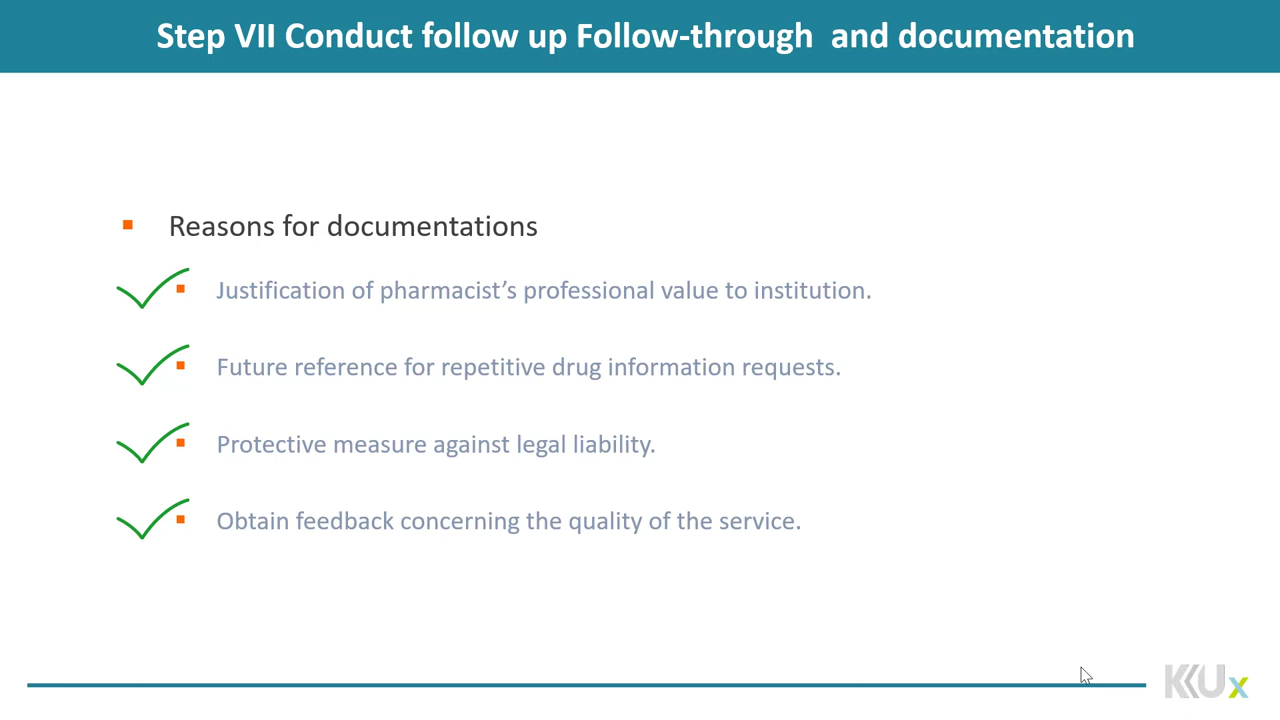 Step VII Conduct follow up Follow-through  and documentation
Reasons for documentations
Justification of pharmacist’s professional value to institution.
Future reference for repetitive drug information requests.
Protective measure against legal liability.
Obtain feedback concerning the quality of the service.
KKUx